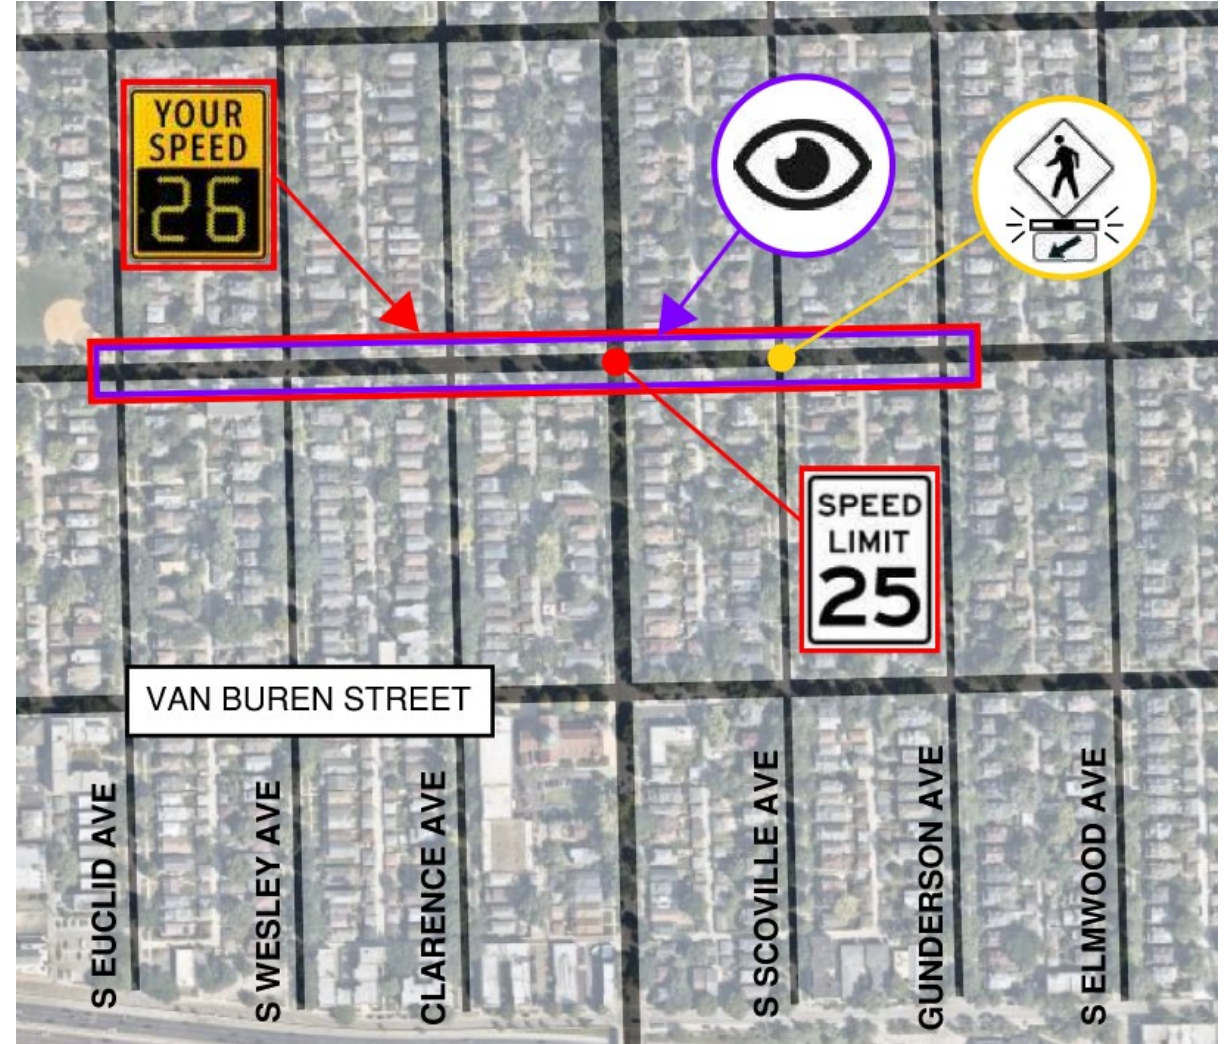 YOUR
SPEED
26
SPEED
LIMIT
25
VAN BUREN STREET
S EUCLID AVE
S WESLEY AVE
CLARENCE AVE
S SCOVILLE AVE
GUNDERSON AVE
S ELMWOOD AVE